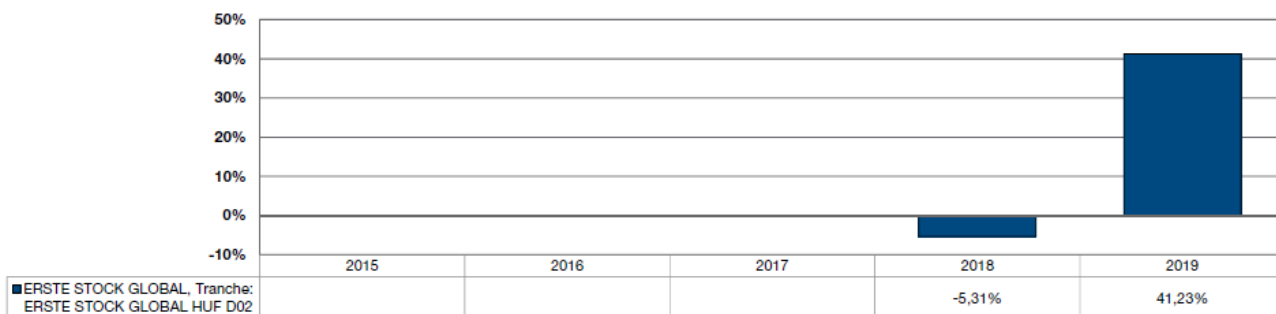 50%
40%
30%
20%
10%
0%
-10%
2015 2016 2017 2018 2019
ERSTE STOCK GLOBAL, Tranche:
ERSTE STOCK GLOBAL HUF D02
-5,31% 41,23%